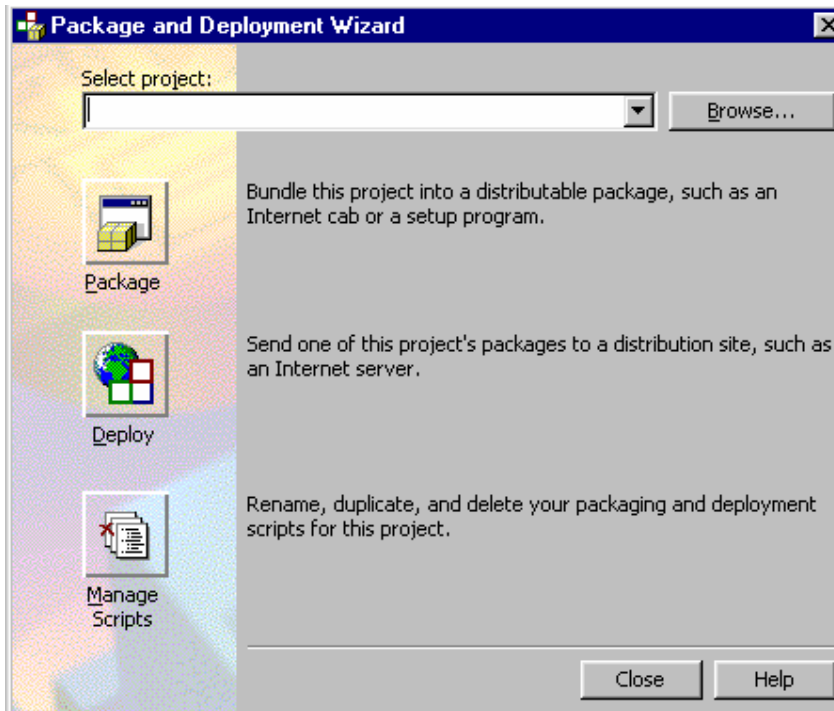 Package and Deployment Wizard
Select project:
Browse...
Bundle this project into a distributable package, such as an
Internet cab or a setup program.
Package
Send one of this project's packages to a distribution site, such as
an Internet server.
Deploy
Rename, duplicate, and delete your packaging and deployment
scripts for this project.
Manage
Scripts
Close
Help